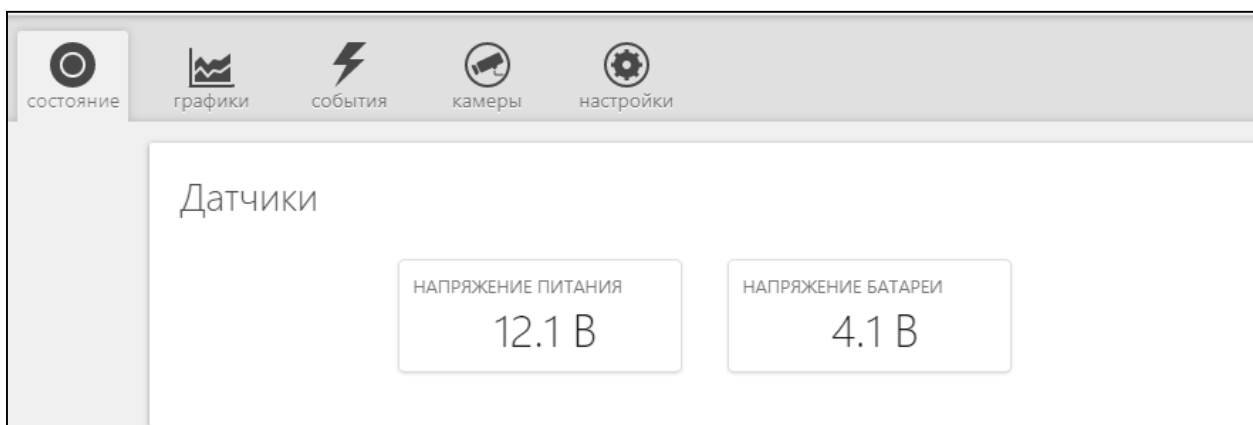 состояние
графики
события
камеры
настройки
Датчики
НАПРЯЖЕНИЕ ПИТАНИЯ
12.1 В
НАПРЯЖЕНИЕ БАТАРЕИ
4.1 В